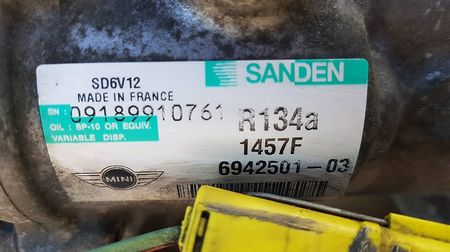 SD6V12
SANDEN
MADE IN FRANCE
SN: 09189910761
R134a
OIL: SP-10 OR EQUIV.
VARIABLE DISP.
1457F
6942501-03
MINI